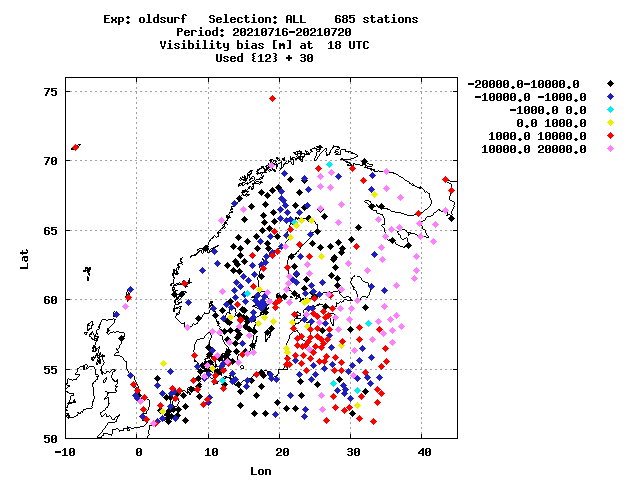 Exp: oldsurf Selection: ALL 685 stations
Period: 20210716-20210720
Visibility bias [m] at 18 UTC
Used {12} + 30
-20000.0-10000.0
-10000.0 -1000.0
-1000.0 0.0
0.0 1000.0
1000.0 10000.0
10000.0 20000.0
75
70
65
60
55
50
Lat
-10 0 10 20 30 40
Lon